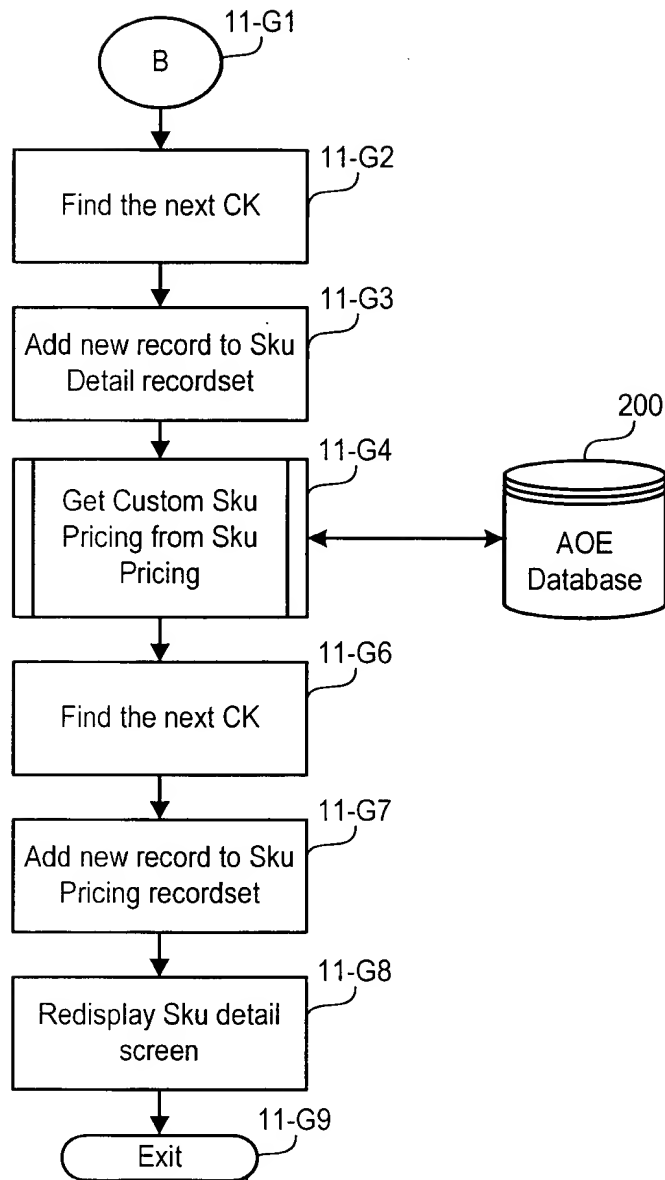 11-G1
B
11-G2
Find the next CK
11-G3
Add new record to Sku
Detail recordset
11-G4
Get Custom Sku
Pricing from Sku
Pricing
200
AOE
Database
11-G6
Find the next CK
11-G7
Add new record to Sku
Pricing recordset
11-G8
Redisplay Sku detail
screen
11-G9
Exit